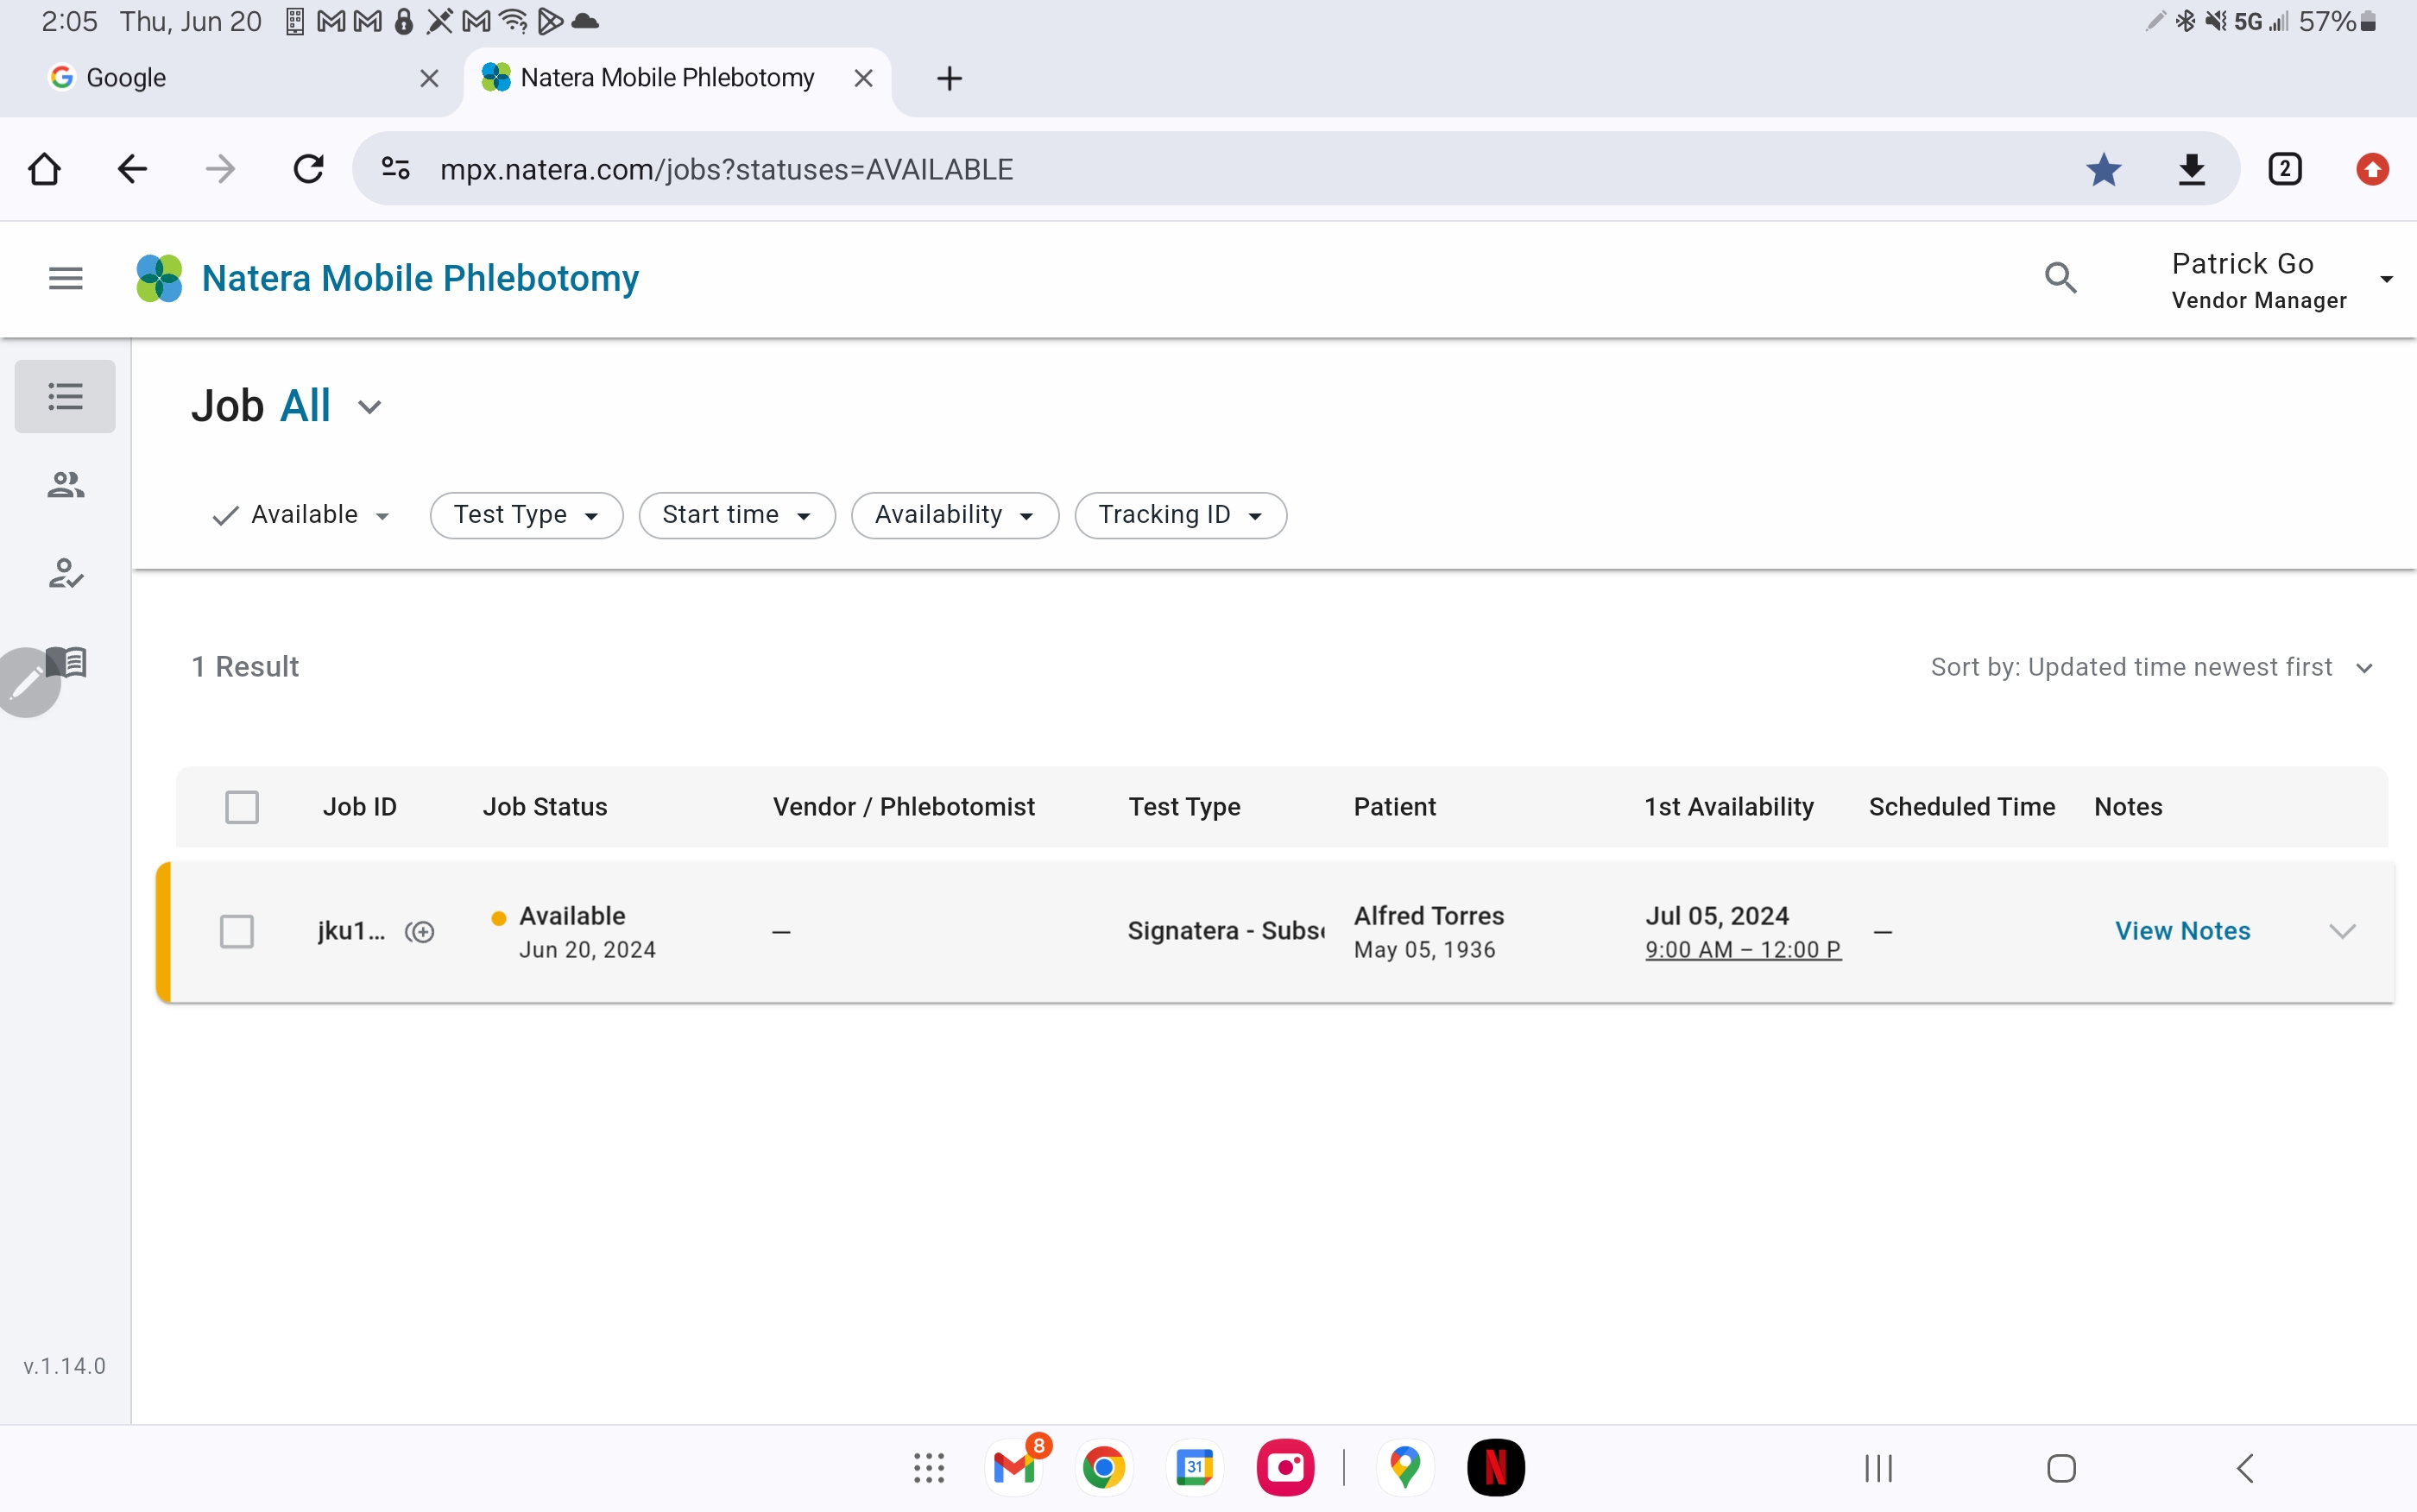 2:05 Thu, Jun 20 5G 57%
Google
Natera Mobile Phlebotomy
mpx.natera.com/jobs?statuses=AVAILABLE
2
Natera Mobile Phlebotomy
Patrick Go
Vendor Manager
Job All
Available Test Type Start time Availability Tracking ID
1 Result
Sort by: Updated time newest first
Job ID Job Status Vendor / Phlebotomist Test Type Patient 1st Availability Scheduled Time Notes
jku1... Available – Signatera - Subse Alfred Torres Jul 05, 2024 – View Notes
Jun 20, 2024 May 05, 1936 9:00 AM – 12:00 P
v.1.14.0
8
31
N